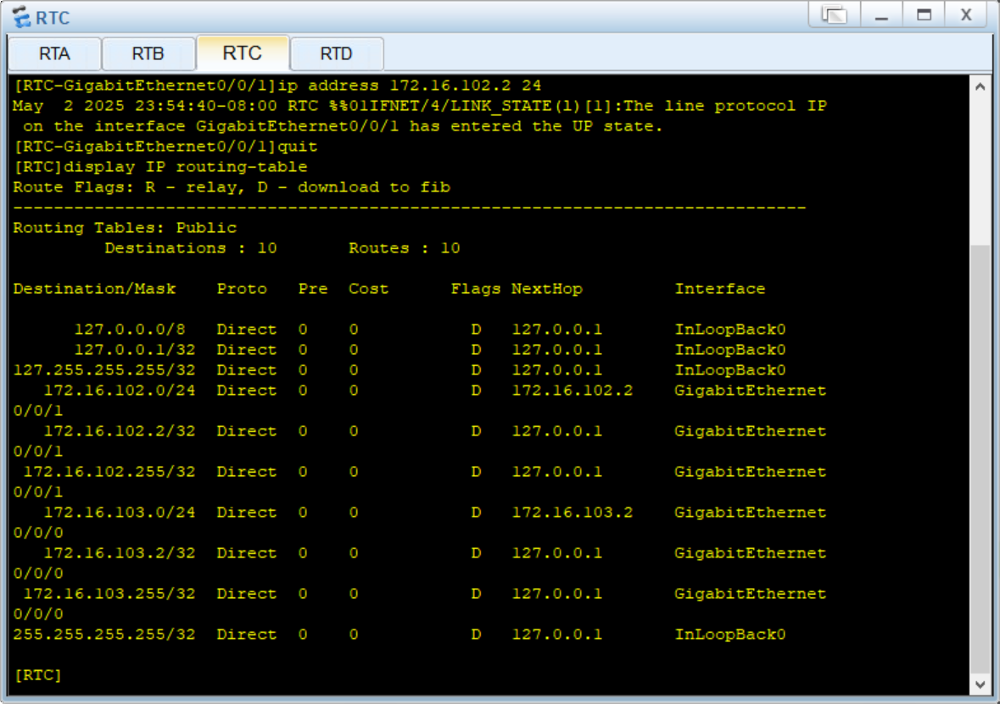 RTC
RTA RTB RTC RTD
[RTC-GigabitEthernet0/0/1]ip address 172.16.102.2 24
May  2 2025 23:54:40-08:00 RTC %%01IFNET/4/LINK_STATE(l)[1]:The line protocol IP
 on the interface GigabitEthernet0/0/1 has entered the UP state.
[RTC-GigabitEthernet0/0/1]quit
[RTC]display IP routing-table
Route Flags: R - relay, D - download to fib
------------------------------------------------------------------------------
Routing Tables: Public
         Destinations : 10       Routes : 10

Destination/Mask    Proto   Pre  Cost      Flags NextHop         Interface

      127.0.0.0/8   Direct  0    0           D   127.0.0.1       InLoopBack0
      127.0.0.1/32  Direct  0    0           D   127.0.0.1       InLoopBack0
127.255.255.255/32  Direct  0    0           D   127.0.0.1       InLoopBack0
   172.16.102.0/24  Direct  0    0           D   172.16.102.2    GigabitEthernet
0/0/1
   172.16.102.2/32  Direct  0    0           D   127.0.0.1       GigabitEthernet
0/0/1
 172.16.102.255/32  Direct  0    0           D   127.0.0.1       GigabitEthernet
0/0/1
   172.16.103.0/24  Direct  0    0           D   172.16.103.2    GigabitEthernet
0/0/0
   172.16.103.2/32  Direct  0    0           D   127.0.0.1       GigabitEthernet
0/0/0
 172.16.103.255/32  Direct  0    0           D   127.0.0.1       GigabitEthernet
0/0/0
255.255.255.255/32  Direct  0    0           D   127.0.0.1       InLoopBack0

[RTC]